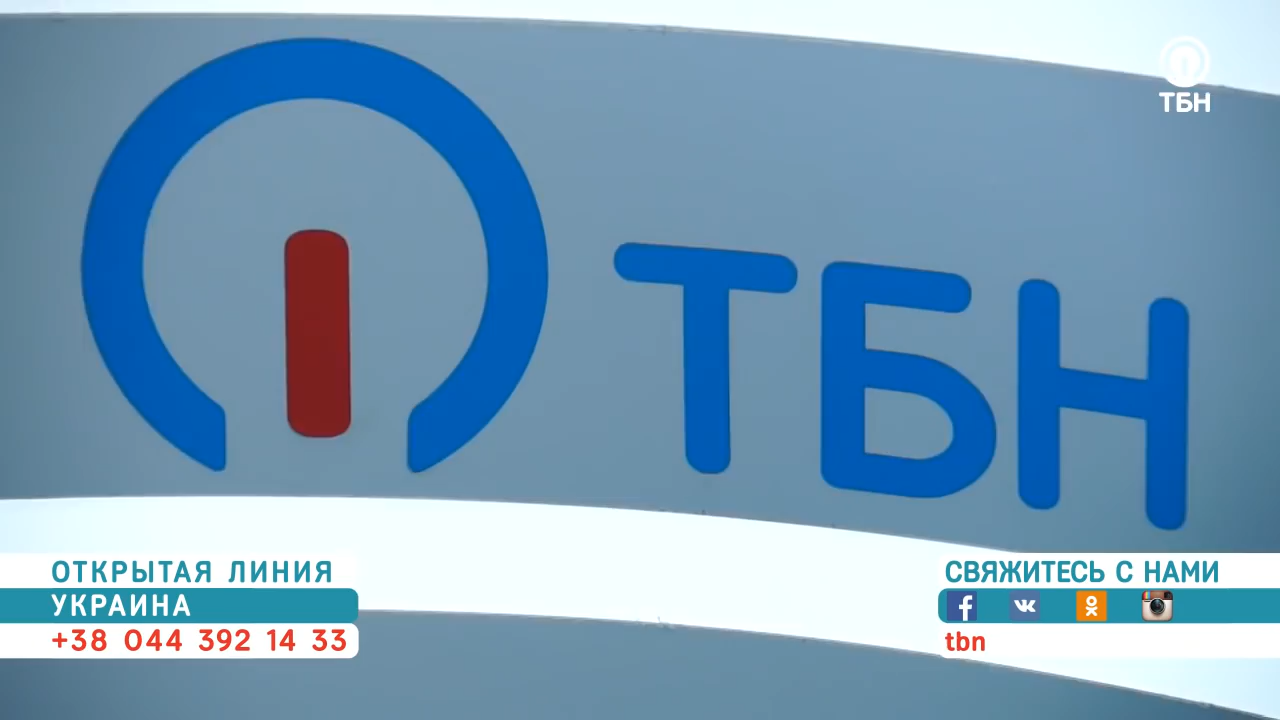 ТБН
ТБН
ОТКРЫТАЯ ЛИНИЯ
УКРАИНА
+38 044 392 14 33
СВЯЖИТЕСЬ С НАМИ
tbn